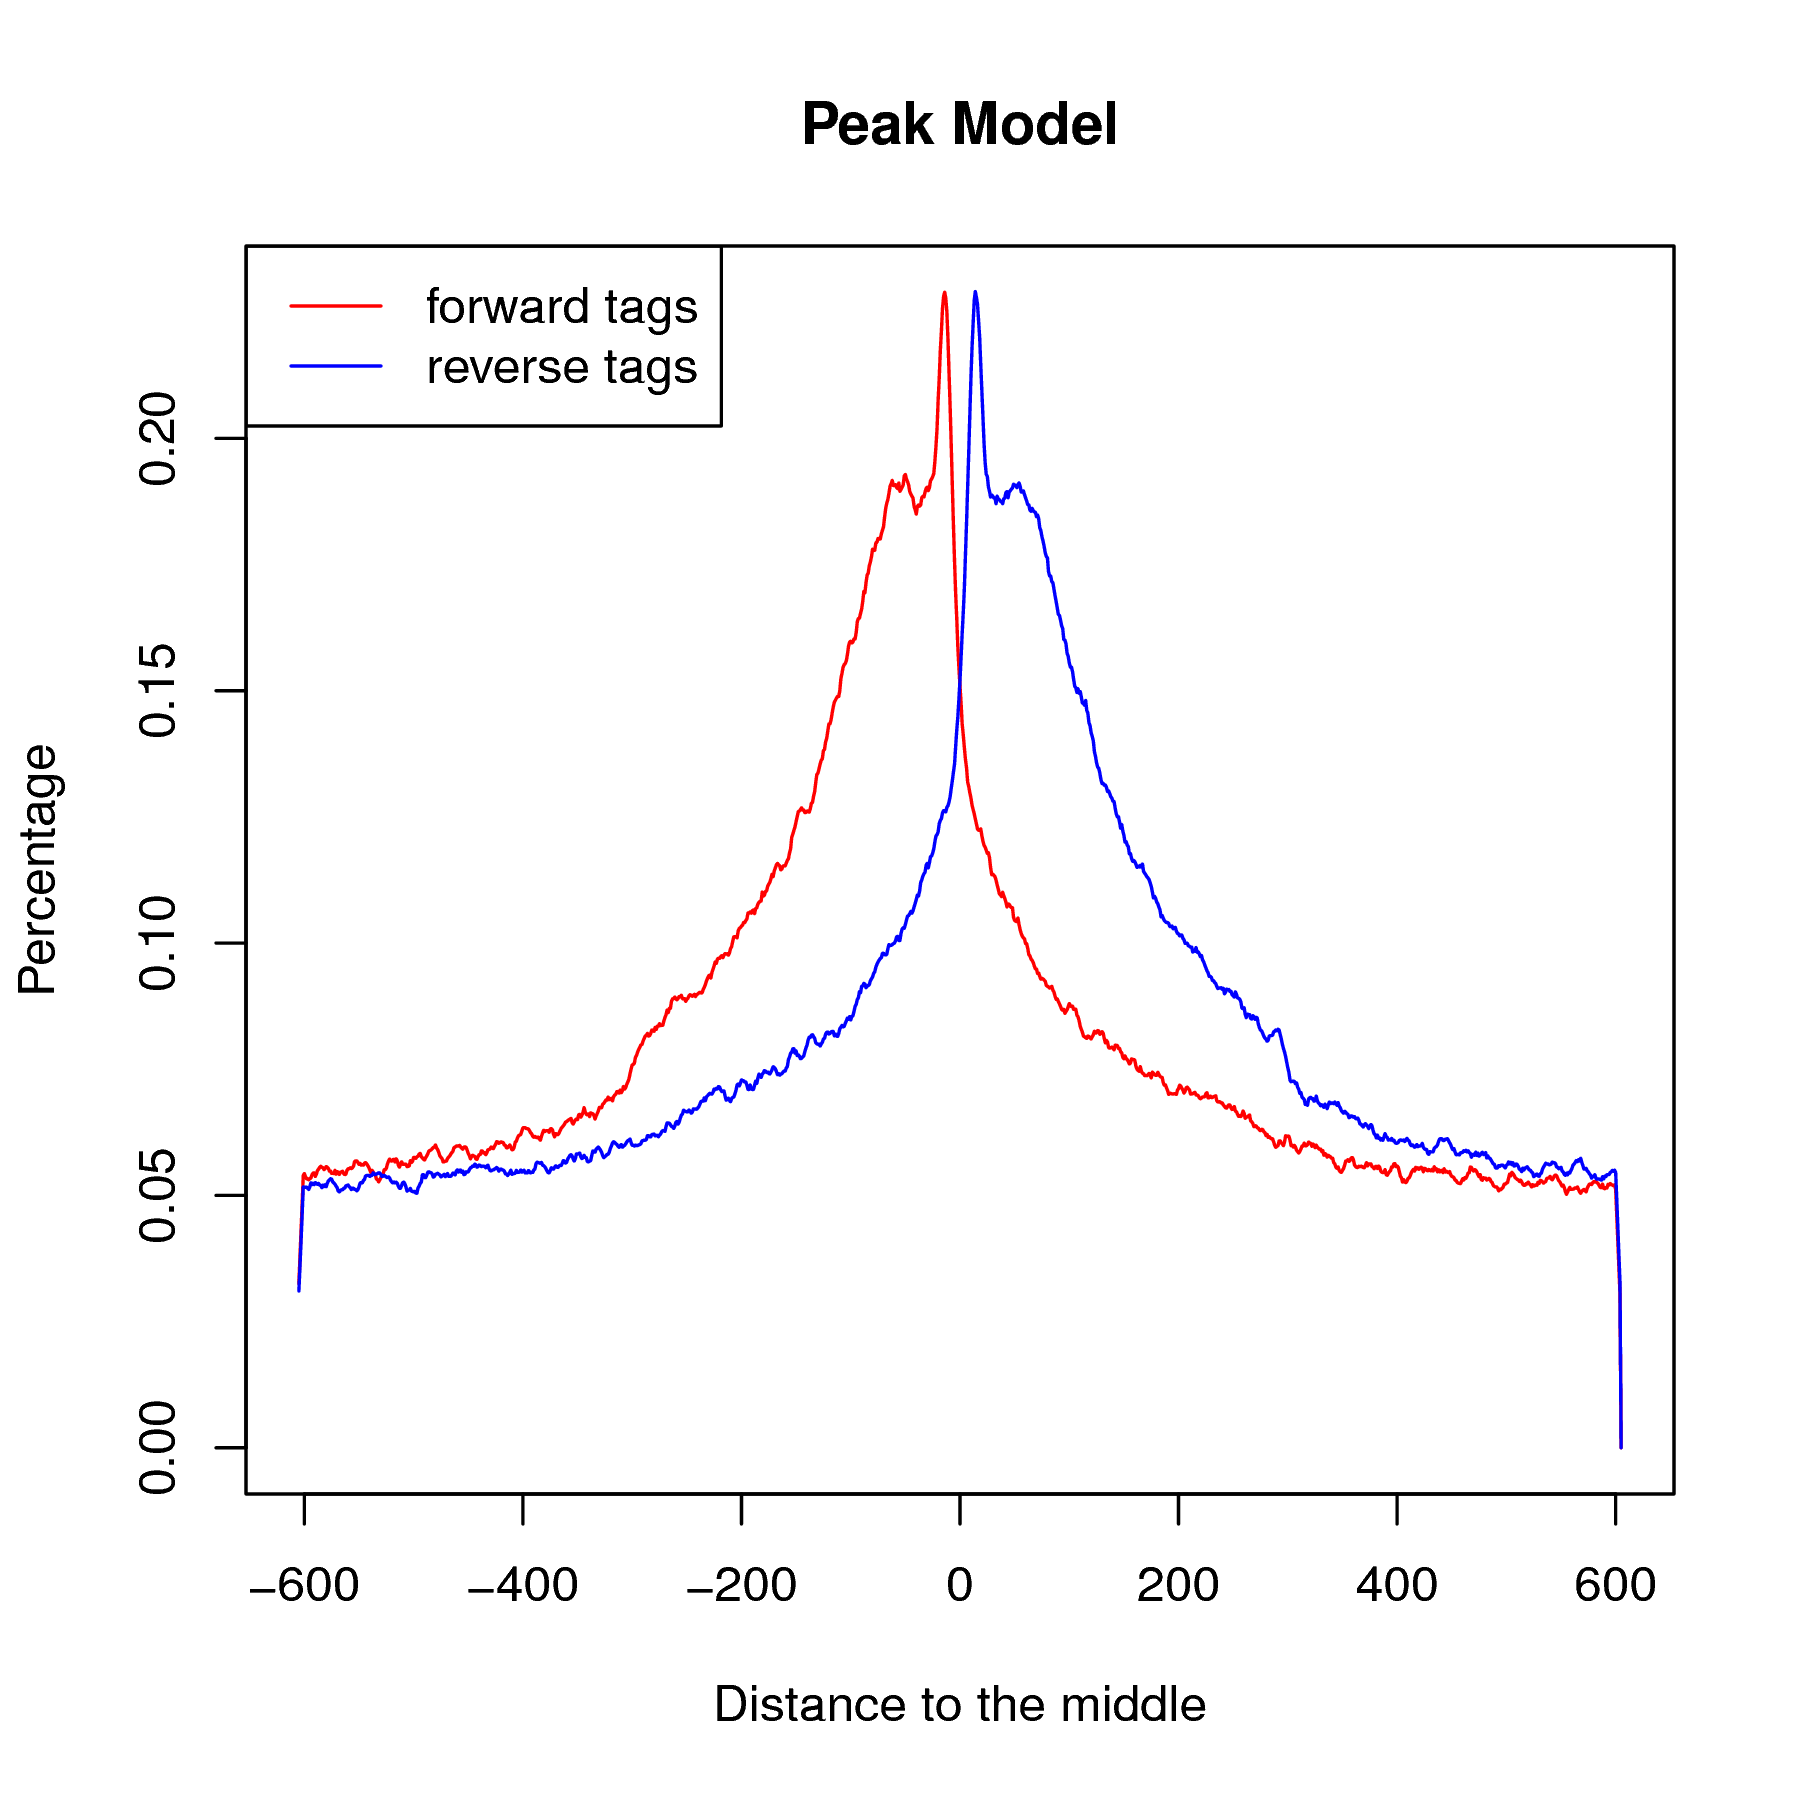 Peak Model
forward tags
reverse tags
Percentage
0.20
0.15
0.10
0.05
0.00
−600 −400 −200 0 200 400 600
Distance to the middle